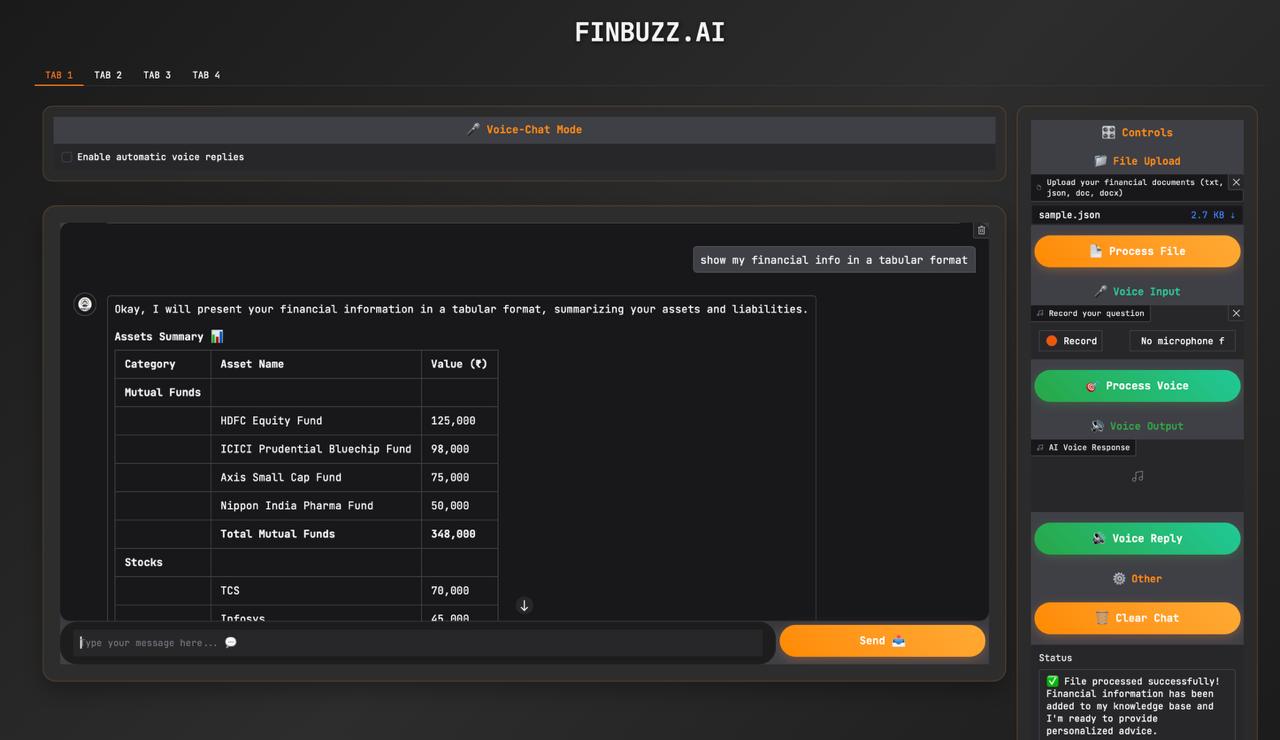 FINBUZZ.AI
TAB 1 TAB 2 TAB 3 TAB 4
🎤 Voice-Chat Mode
Enable automatic voice replies
show my financial info in a tabular format
Okay, I will present your financial information in a tabular format, summarizing your assets and liabilities.
Assets Summary 📊
Category Asset Name Value (₹)
Mutual Funds
HDFC Equity Fund 125,000
ICICI Prudential Bluechip Fund 98,000
Axis Small Cap Fund 75,000
Nippon India Pharma Fund 50,000
Total Mutual Funds 348,000
Stocks
TCS 70,000
Infosys 45,000
Type your message here... 💬
Send 📤
🎛️ Controls
📁 File Upload
Upload your financial documents (txt,
json, doc, docx)
sample.json 2.7 KB ↓
📄 Process File
🎤 Voice Input
Record your question
Record No microphone f
🎯 Process Voice
🔊 Voice Output
AI Voice Response
🔊 Voice Reply
⚙️ Other
🗑️ Clear Chat
Status
✅ File processed successfully!
Financial information has been
added to my knowledge base and
I'm ready to provide
personalized advice.